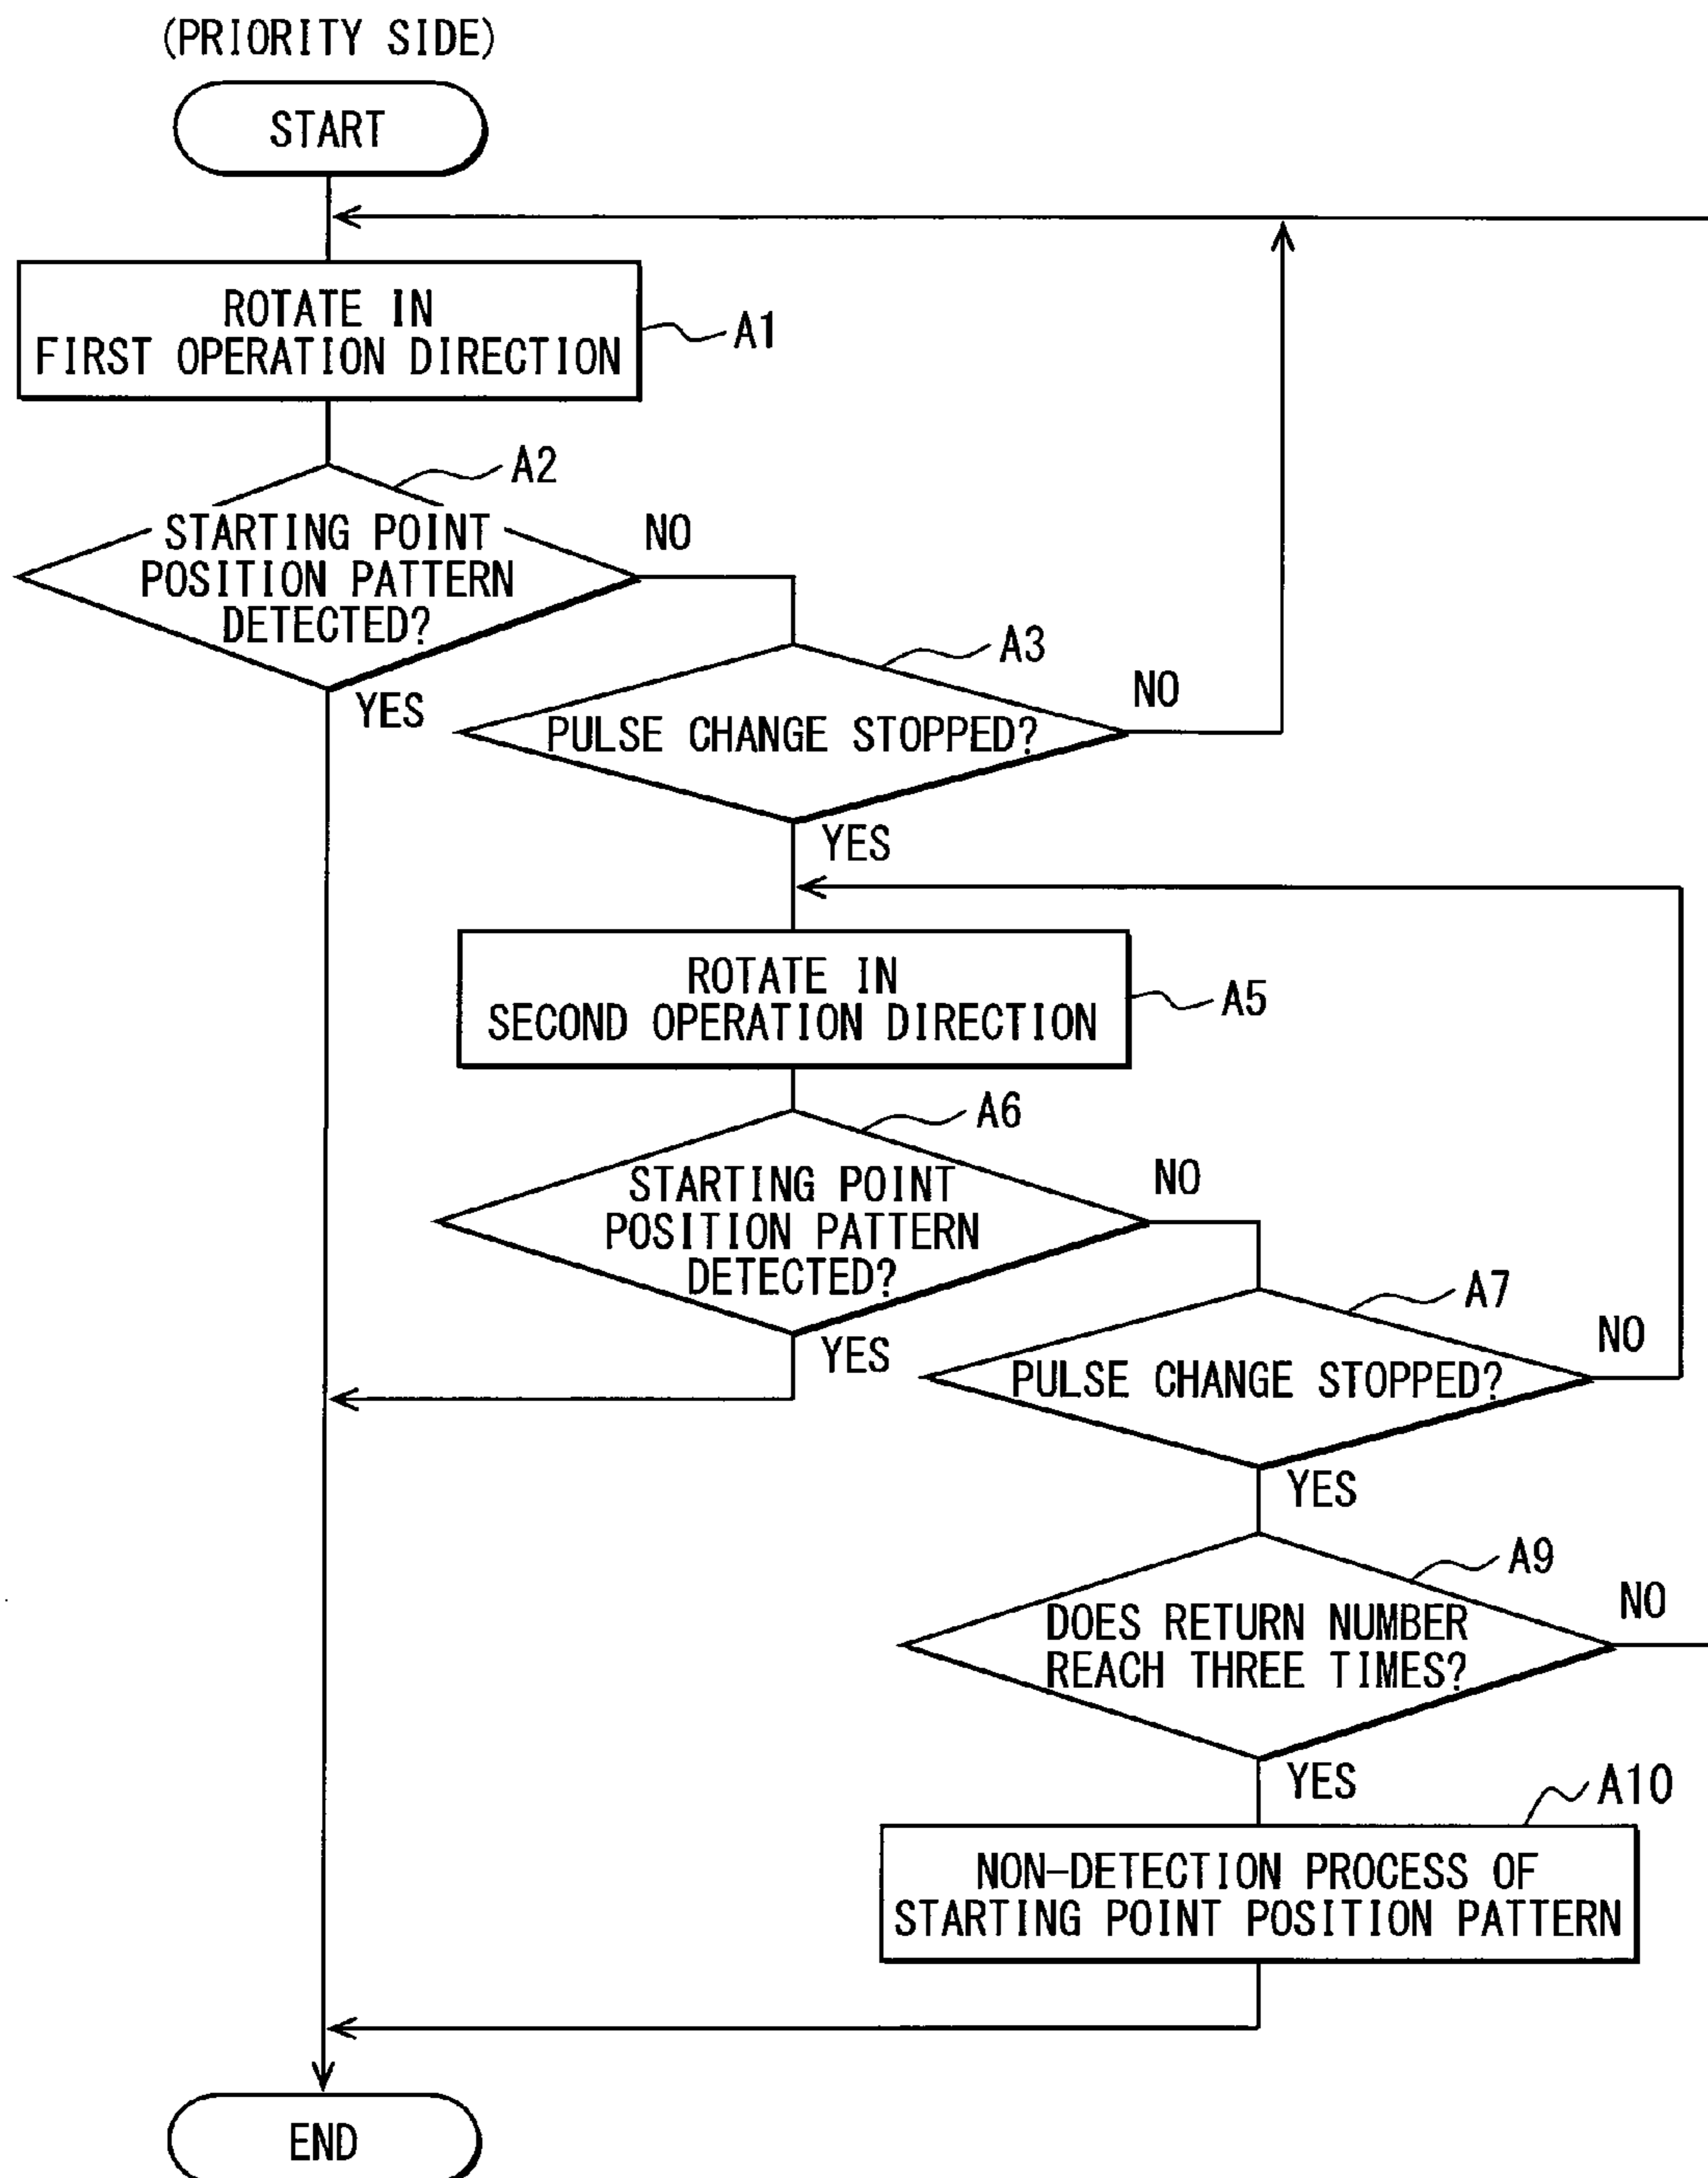 (PRIORITY SIDE)
START
ROTATE IN
FIRST OPERATION DIRECTION
A1
A2
STARTING POINT
POSITION PATTERN
DETECTED?
NO
YES
A3
PULSE CHANGE STOPPED?
NO
YES
ROTATE IN
SECOND OPERATION DIRECTION
A5
A6
STARTING POINT
POSITION PATTERN
DETECTED?
NO
YES
A7
PULSE CHANGE STOPPED?
NO
YES
A9
DOES RETURN NUMBER
REACH THREE TIMES?
NO
YES
A10
NON-DETECTION PROCESS OF
STARTING POINT POSITION PATTERN
END